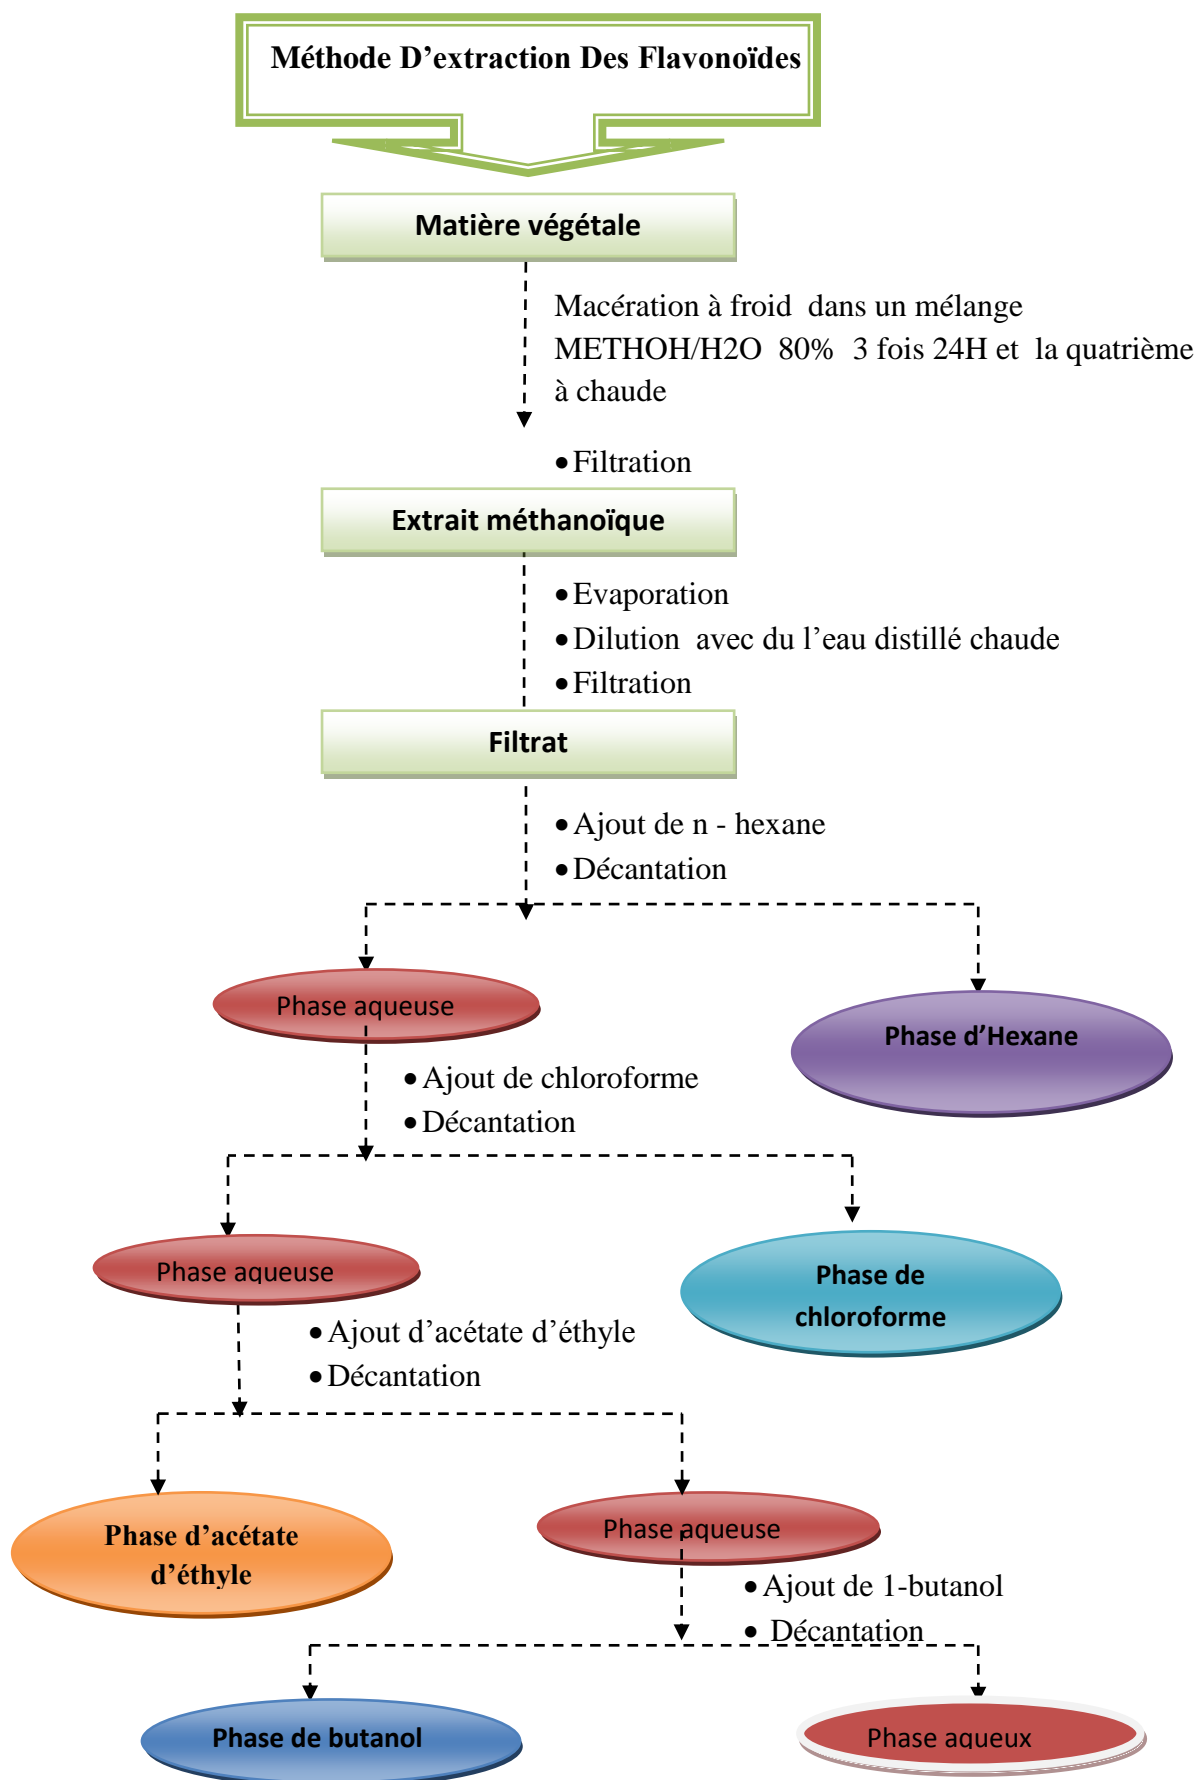 Méthode D’extraction Des Flavonoïdes
Matière végétale
Macération à froid dans un mélange
METHOH/H2O 80% 3 fois 24H et la quatrième
à chaude
• Filtration
Extrait méthanoïque
• Evaporation
• Dilution avec du l’eau distillé chaude
• Filtration
Filtrat
• Ajout de n - hexane
• Décantation
Phase aqueuse
Phase d’Hexane
• Ajout de chloroforme
• Décantation
Phase aqueuse
Phase de
chloroforme
• Ajout d’acétate d’éthyle
• Décantation
Phase d’acétate
d’éthyle
Phase aqueuse
• Ajout de 1-butanol
• Décantation
Phase de butanol
Phase aqueux